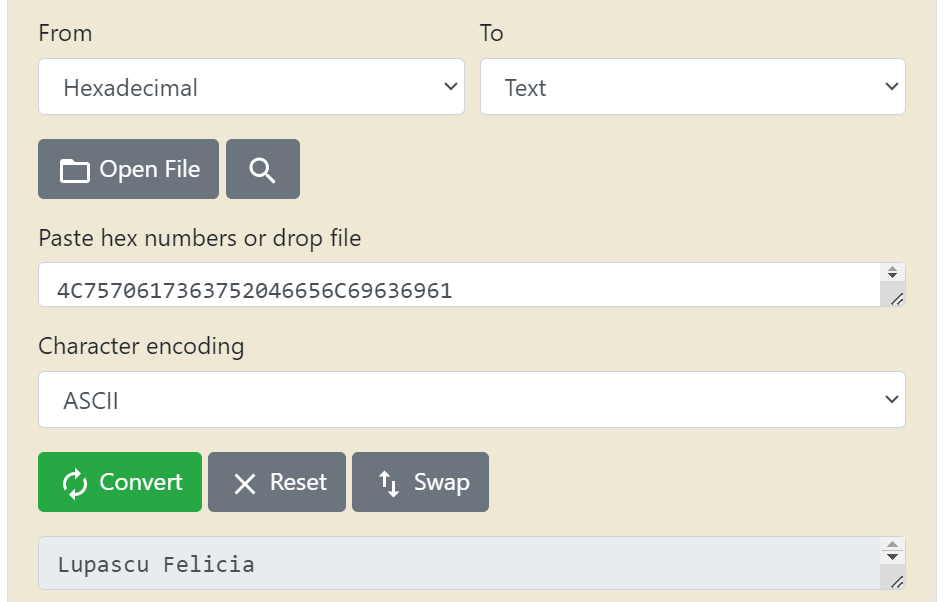 From
To
Hexadecimal
Text
Open File
Paste hex numbers or drop file
4C7570617363752046656C69636961
Character encoding
ASCII
Convert
Reset
Swap
Lupascu Felicia